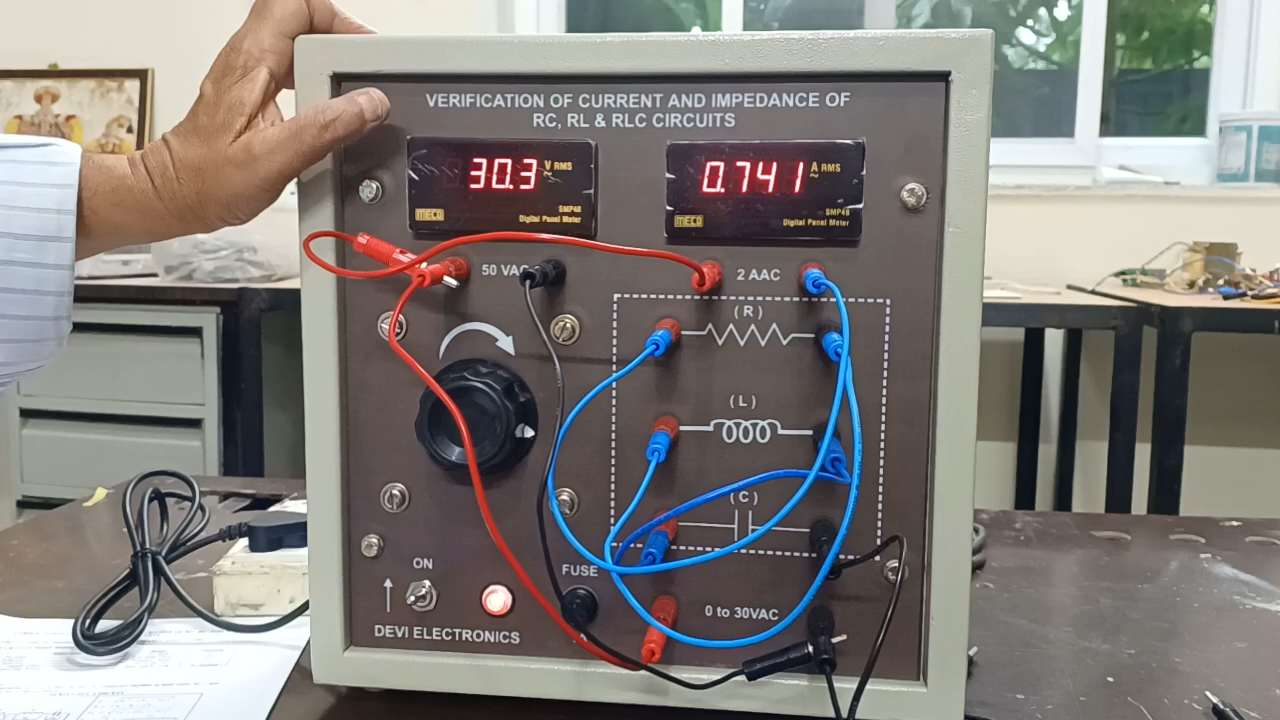 VERIFICATION OF CURRENT AND IMPEDANCE OF
RC, RL & RLC CIRCUITS
30.3 V~ RMS
MECO
SMP48
Digital Panel Meter
0.741 A~ RMS
MECO
SMP48
Digital Panel Meter
50 VAC
2 AAC
(R)
(L)
(C)
ON
FUSE
0 to 30VAC
DEVI ELECTRONICS